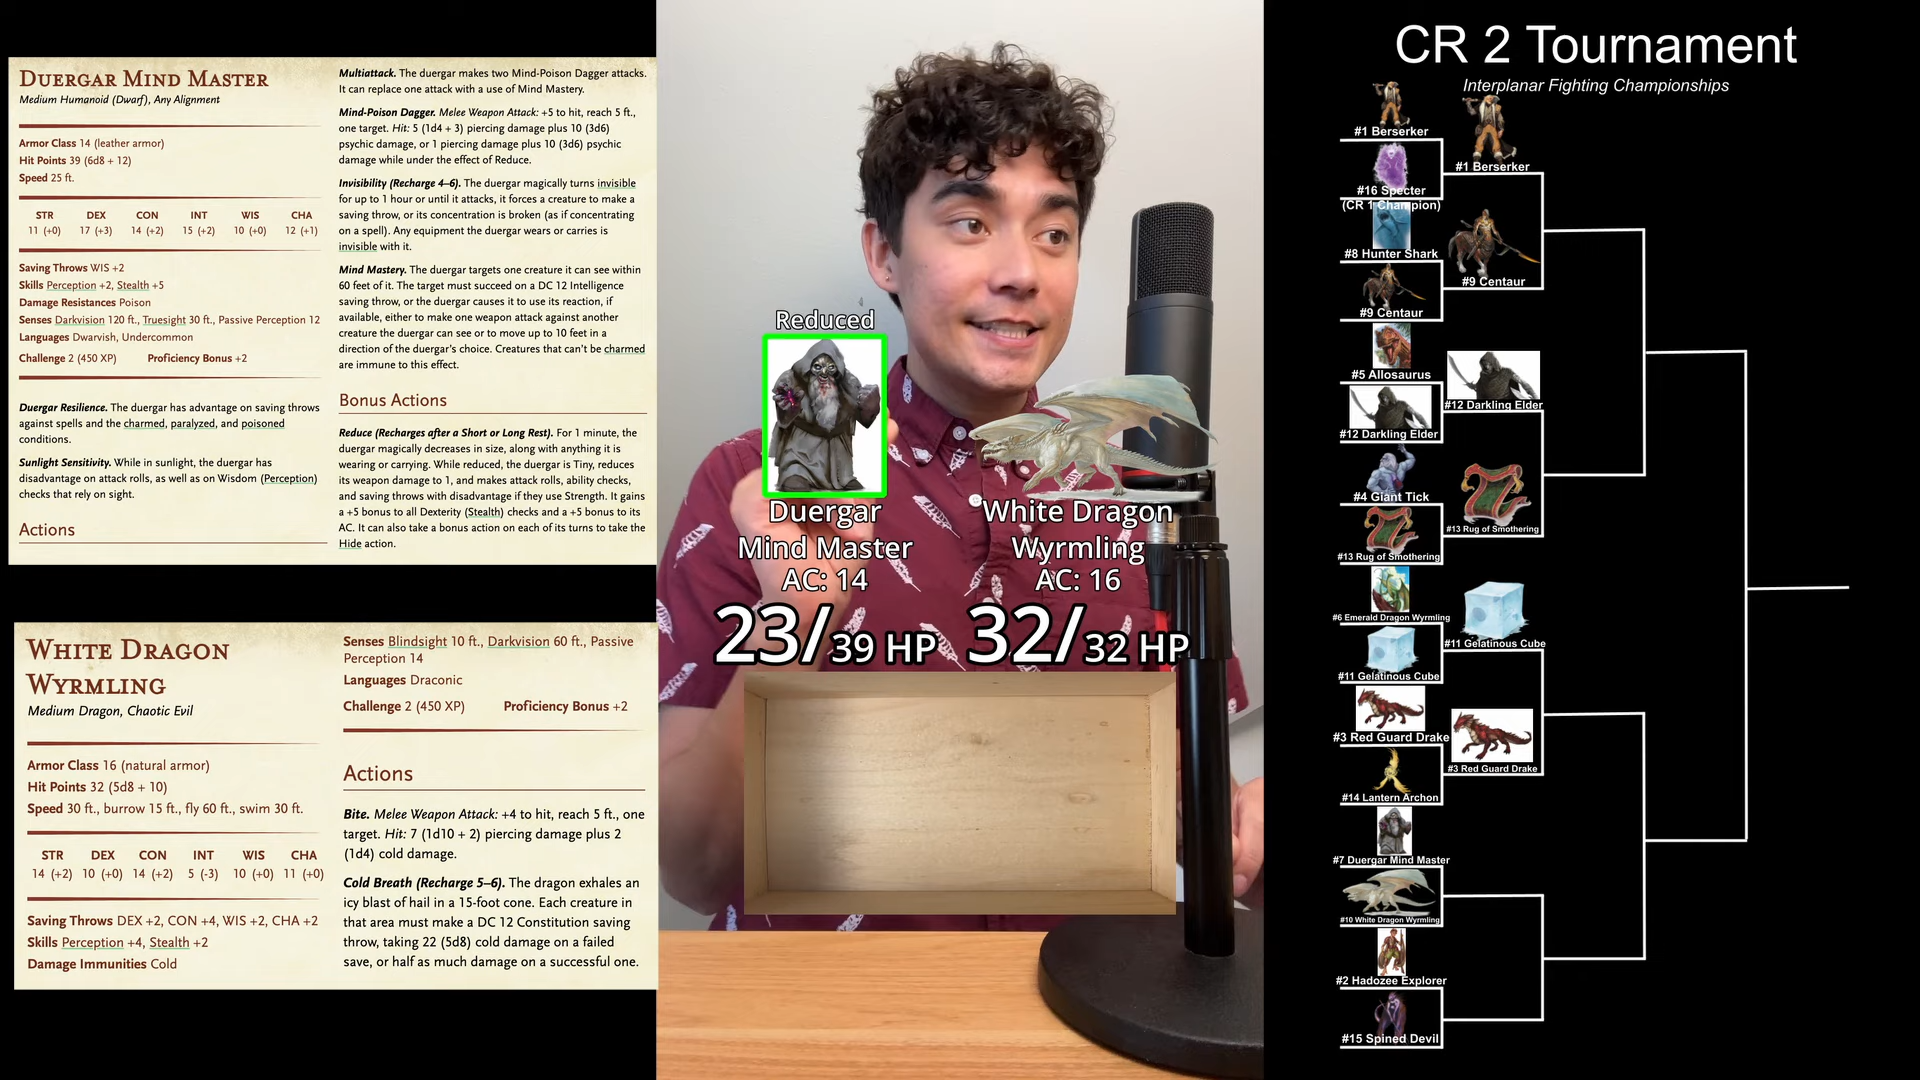 DUERGAR MIND MASTER
Medium Humanoid (Dwarf), Any Alignment
Armor Class 14 (leather armor)
Hit Points 39 (6d8 + 12)
Speed 25 ft.
STR DEX CON INT WIS CHA
11 (+0) 17 (+3) 14 (+2) 15 (+2) 10 (+0) 12 (+1)
Saving Throws WIS +2
Skills Perception +2, Stealth +5
Damage Resistances Poison
Senses Darkvision 120 ft., Truesight 30 ft., Passive Perception 12
Languages Dwarvish, Undercommon
Challenge 2 (450 XP) Proficiency Bonus +2
Duergar Resilience. The duergar has advantage on saving throws
against spells and the charmed, paralyzed, and poisoned
conditions.
Sunlight Sensitivity. While in sunlight, the duergar has
disadvantage on attack rolls, as well as on Wisdom (Perception)
checks that rely on sight.
Actions
Multiattack. The duergar makes two Mind-Poison Dagger attacks.
It can replace one attack with a use of Mind Mastery.
Mind-Poison Dagger. Melee Weapon Attack: +5 to hit, reach 5 ft.,
one target. Hit: 5 (1d4 + 3) piercing damage plus 10 (3d6)
psychic damage, or 1 piercing damage plus 10 (3d6) psychic
damage while under the effect of Reduce.
Invisibility (Recharge 4–6). The duergar magically turns invisible
for up to 1 hour or until it attacks, it forces a creature to make a
saving throw, or its concentration is broken (as if concentrating
on a spell). Any equipment the duergar wears or carries is
invisible with it.
Mind Mastery. The duergar targets one creature it can see within
60 feet of it. The target must succeed on a DC 12 Intelligence
saving throw, or the duergar causes it to use its reaction, if
available, either to make one weapon attack against another
creature the duergar can see or to move up to 10 feet in a
direction of the duergar's choice. Creatures that can't be charmed
are immune to this effect.
Bonus Actions
Reduce (Recharges after a Short or Long Rest). For 1 minute, the
duergar magically decreases in size, along with anything it is
wearing or carrying. While reduced, the duergar is Tiny, reduces
its weapon damage to 1, and makes attack rolls, ability checks,
and saving throws with disadvantage if they use Strength. It gains
a +5 bonus to all Dexterity (Stealth) checks and a +5 bonus to its
AC. It can also take a bonus action on each of its turns to take the
Hide action.
WHITE DRAGON
WYRMLING
Medium Dragon, Chaotic Evil
Armor Class 16 (natural armor)
Hit Points 32 (5d8 + 10)
Speed 30 ft., burrow 15 ft., fly 60 ft., swim 30 ft.
STR DEX CON INT WIS CHA
14 (+2) 10 (+0) 14 (+2) 5 (-3) 10 (+0) 11 (+0)
Saving Throws DEX +2, CON +4, WIS +2, CHA +2
Skills Perception +4, Stealth +2
Damage Immunities Cold
Senses Blindsight 10 ft., Darkvision 60 ft., Passive
Perception 14
Languages Draconic
Challenge 2 (450 XP) Proficiency Bonus +2
Actions
Bite. Melee Weapon Attack: +4 to hit, reach 5 ft., one
target. Hit: 7 (1d10 + 2) piercing damage plus 2
(1d4) cold damage.
Cold Breath (Recharge 5–6). The dragon exhales an
icy blast of hail in a 15-foot cone. Each creature in
that area must make a DC 12 Constitution saving
throw, taking 22 (5d8) cold damage on a failed
save, or half as much damage on a successful one.
Reduced
Duergar
Mind Master
AC: 14
23/39 HP
White Dragon
Wyrmling
AC: 16
32/32 HP
CR 2 Tournament
Interplanar Fighting Championships
#1 Berserker
#16 Specter
(CR 1 Champion)
#8 Hunter Shark
#9 Centaur
#5 Allosaurus
#12 Darkling Elder
#4 Giant Tick
#13 Rug of Smothering
#6 Emerald Dragon Wyrmling
#11 Gelatinous Cube
#3 Red Guard Drake
#14 Lantern Archon
#7 Duergar Mind Master
#10 White Dragon Wyrmling
#2 Hadozee Explorer
#15 Spined Devil
#1 Berserker
#9 Centaur
#12 Darkling Elder
#13 Rug of Smothering
#11 Gelatinous Cube
#3 Red Guard Drake